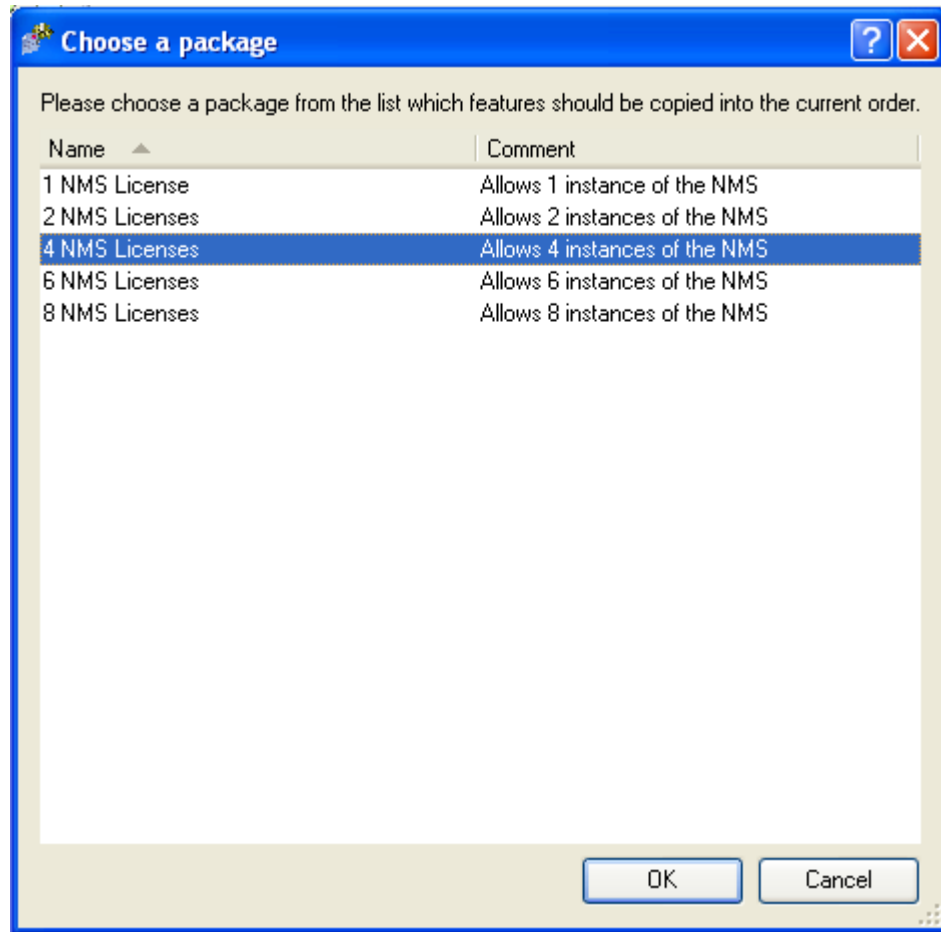 Choose a package
Please choose a package from the list which features should be copied into the current order.
Name Comment
1 NMS License Allows 1 instance of the NMS
2 NMS Licenses Allows 2 instances of the NMS
4 NMS Licenses Allows 4 instances of the NMS
6 NMS Licenses Allows 6 instances of the NMS
8 NMS Licenses Allows 8 instances of the NMS
OK Cancel